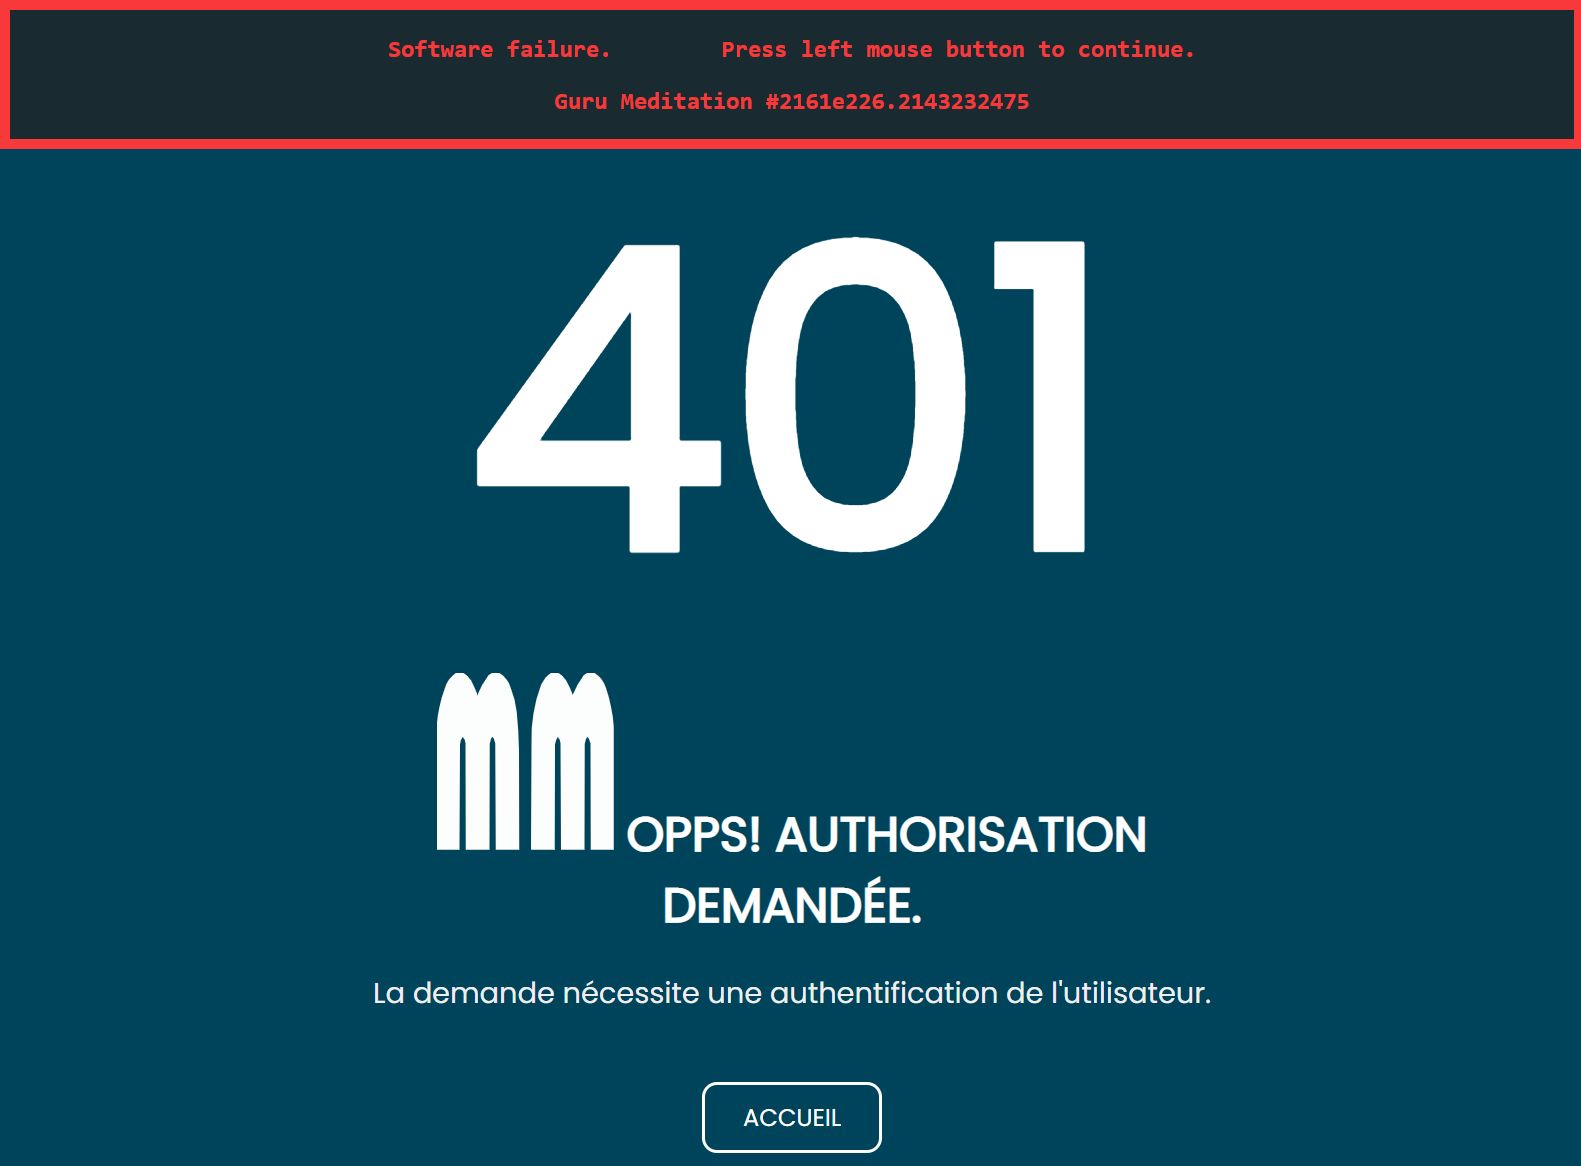 Software failure. Press left mouse button to continue.
Guru Meditation #2161e226.2143232475
401
OPPS! AUTHORISATION
DEMANDÉE.
La demande nécessite une authentification de l'utilisateur.
ACCUEIL